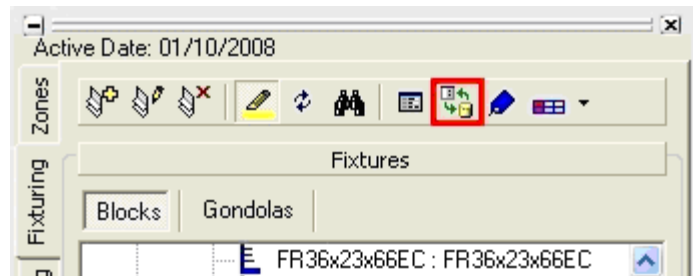 Active Date: 01/10/2008
Zones
Fixturing
Fixtures
Blocks Gondolas
FR36x23x66EC : FR36x23x66EC